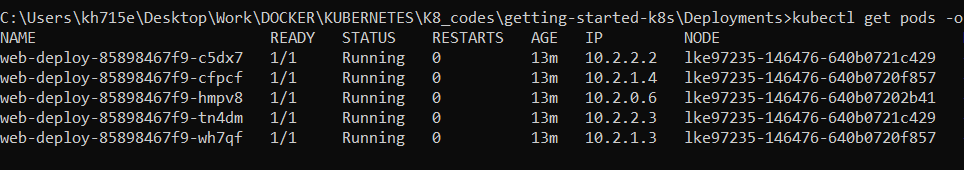 C:\Users\kh715e\Desktop\Work\DOCKER\KUBERNETES\K8_codes\getting-started-k8s\Deployments>kubectl get pods -o
NAME READY STATUS RESTARTS AGE IP NODE
web-deploy-85898467f9-c5dx7 1/1 Running 0 13m 10.2.2.2 lke97235-146476-640b0721c429
web-deploy-85898467f9-cfpcf 1/1 Running 0 13m 10.2.1.4 lke97235-146476-640b0720f857
web-deploy-85898467f9-hmpv8 1/1 Running 0 13m 10.2.0.6 lke97235-146476-640b07202b41
web-deploy-85898467f9-tn4dm 1/1 Running 0 13m 10.2.2.3 lke97235-146476-640b0721c429
web-deploy-85898467f9-wh7qf 1/1 Running 0 13m 10.2.1.3 lke97235-146476-640b0720f857